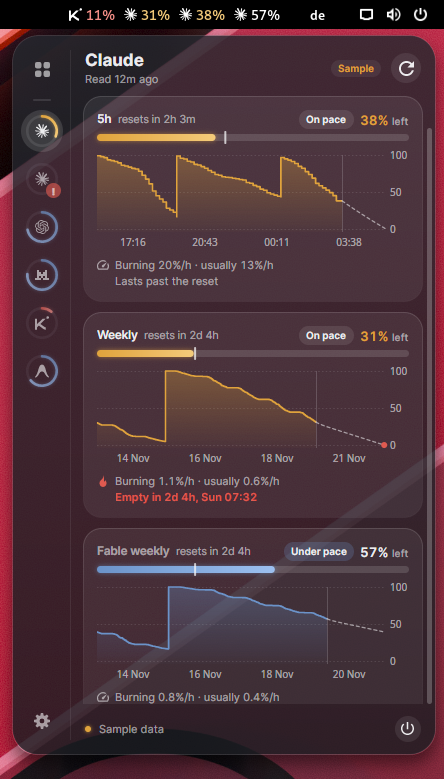 11% 31% 38% 57% de
Claude
Read 12m ago
Sample
5h resets in 2h 3m On pace 38% left
100
50
0
17:16 20:43 00:11 03:38
Burning 20%/h · usually 13%/h
Lasts past the reset
Weekly resets in 2d 4h On pace 31% left
100
50
0
14 Nov 16 Nov 18 Nov 21 Nov
Burning 1.1%/h · usually 0.6%/h
Empty in 2d 4h, Sun 07:32
Fable weekly resets in 2d 4h Under pace 57% left
100
50
0
14 Nov 16 Nov 18 Nov 20 Nov
Burning 0.8%/h · usually 0.4%/h
Sample data